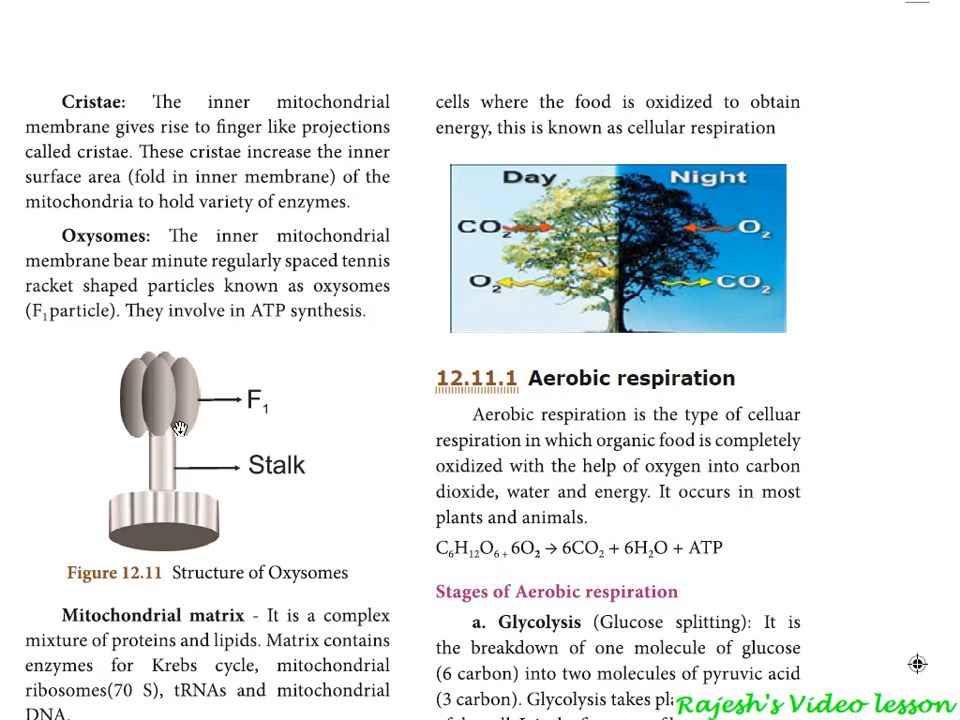 Cristae: The inner mitochondrial
membrane gives rise to finger like projections
called cristae. These cristae increase the inner
surface area (fold in inner membrane) of the
mitochondria to hold variety of enzymes.
Oxysomes: The inner mitochondrial
membrane bear minute regularly spaced tennis
racket shaped particles known as oxysomes
(F₁ particle). They involve in ATP synthesis.
F₁
Stalk
Figure 12.11 Structure of Oxysomes
Mitochondrial matrix - It is a complex
mixture of proteins and lipids. Matrix contains
enzymes for Krebs cycle, mitochondrial
ribosomes(70 S), tRNAs and mitochondrial
DNA.
cells where the food is oxidized to obtain
energy, this is known as cellular respiration
Day Night
CO₂ O₂
O₂ CO₂
12.11.1 Aerobic respiration
Aerobic respiration is the type of celluar
respiration in which organic food is completely
oxidized with the help of oxygen into carbon
dioxide, water and energy. It occurs in most
plants and animals.
C₆H₁₂O₆ ₊ 6O₂ → 6CO₂ + 6H₂O + ATP
Stages of Aerobic respiration
a. Glycolysis (Glucose splitting): It is
the breakdown of one molecule of glucose
(6 carbon) into two molecules of pyruvic acid
(3 carbon). Glycolysis takes
Rajesh's Video lesson